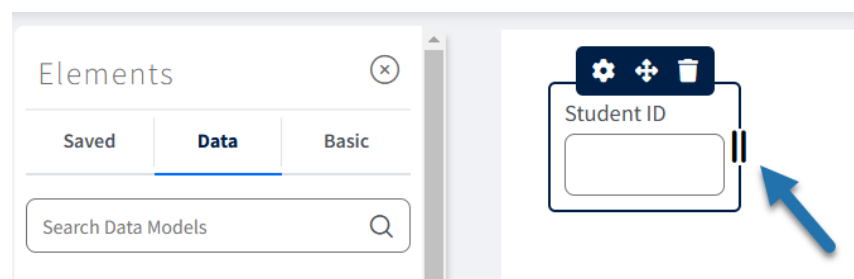 Elements
Saved
Data
Basic
Search Data Models
Student ID